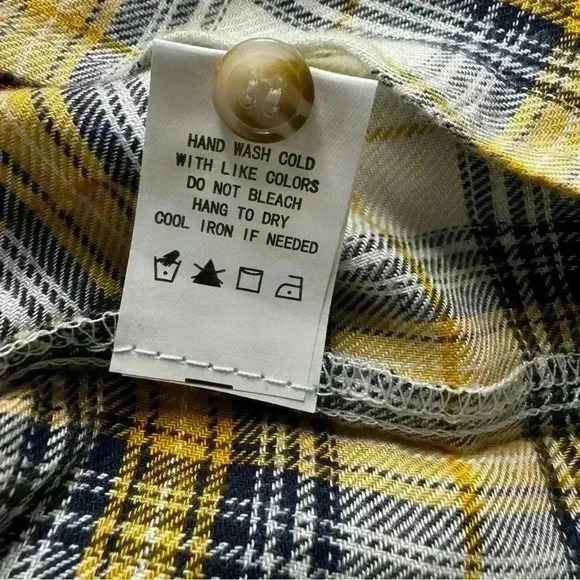 HAND WASH COLD
WITH LIKE COLORS
DO NOT BLEACH
HANG TO DRY
COOL IRON IF NEEDED